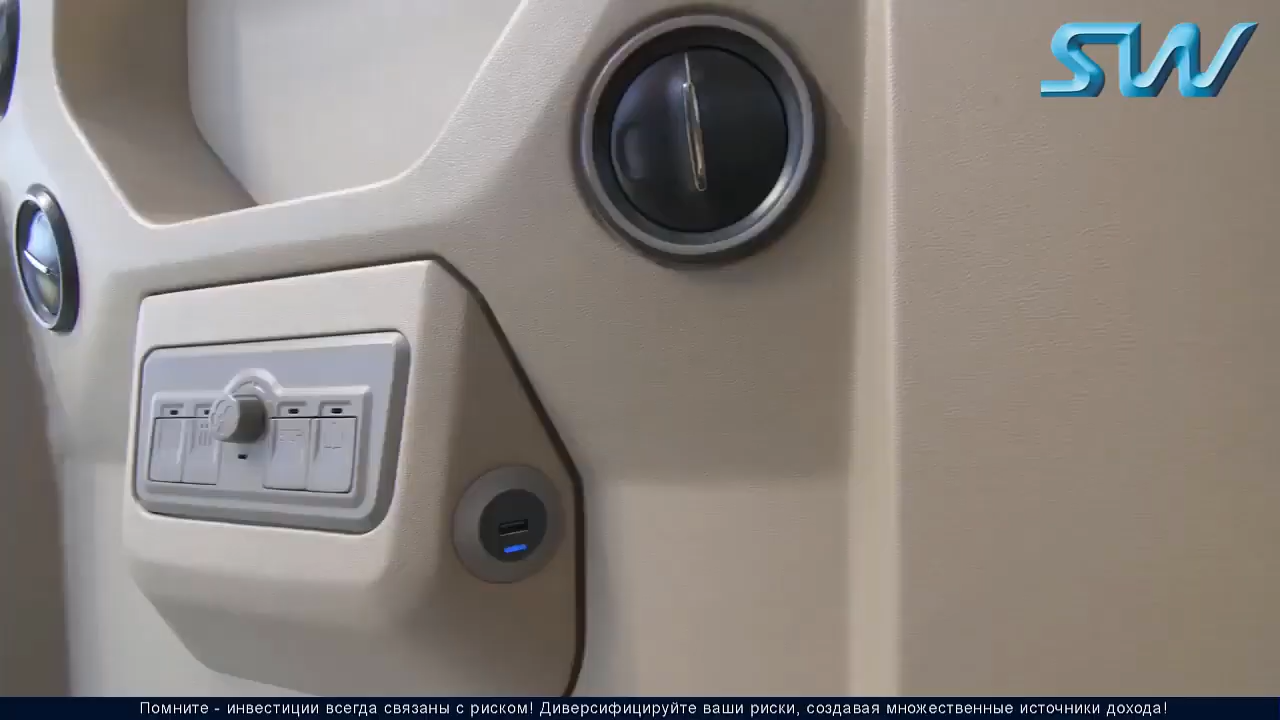 SW
Помните - инвестиции всегда связаны с риском! Диверсифицируйте ваши риски, создавая множественные источники дохода!